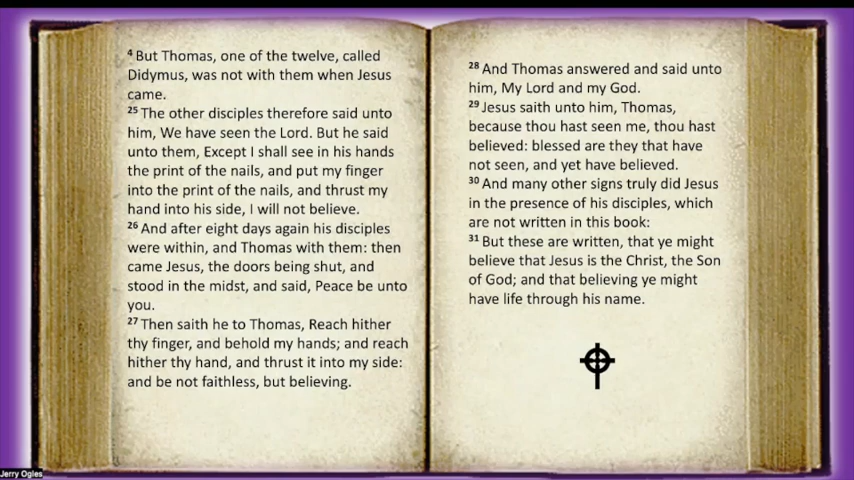 4 But Thomas, one of the twelve, called
Didymus, was not with them when Jesus
came.
25 The other disciples therefore said unto
him, We have seen the Lord. But he said
unto them, Except I shall see in his hands
the print of the nails, and put my finger
into the print of the nails, and thrust my
hand into his side, I will not believe.
26 And after eight days again his disciples
were within, and Thomas with them: then
came Jesus, the doors being shut, and
stood in the midst, and said, Peace be unto
you.
27 Then saith he to Thomas, Reach hither
thy finger, and behold my hands; and reach
hither thy hand, and thrust it into my side:
and be not faithless, but believing.
28 And Thomas answered and said unto
him, My Lord and my God.
29 Jesus saith unto him, Thomas,
because thou hast seen me, thou hast
believed: blessed are they that have
not seen, and yet have believed.
30 And many other signs truly did Jesus
in the presence of his disciples, which
are not written in this book:
31 But these are written, that ye might
believe that Jesus is the Christ, the Son
of God; and that believing ye might
have life through his name.
Jerry Ogles